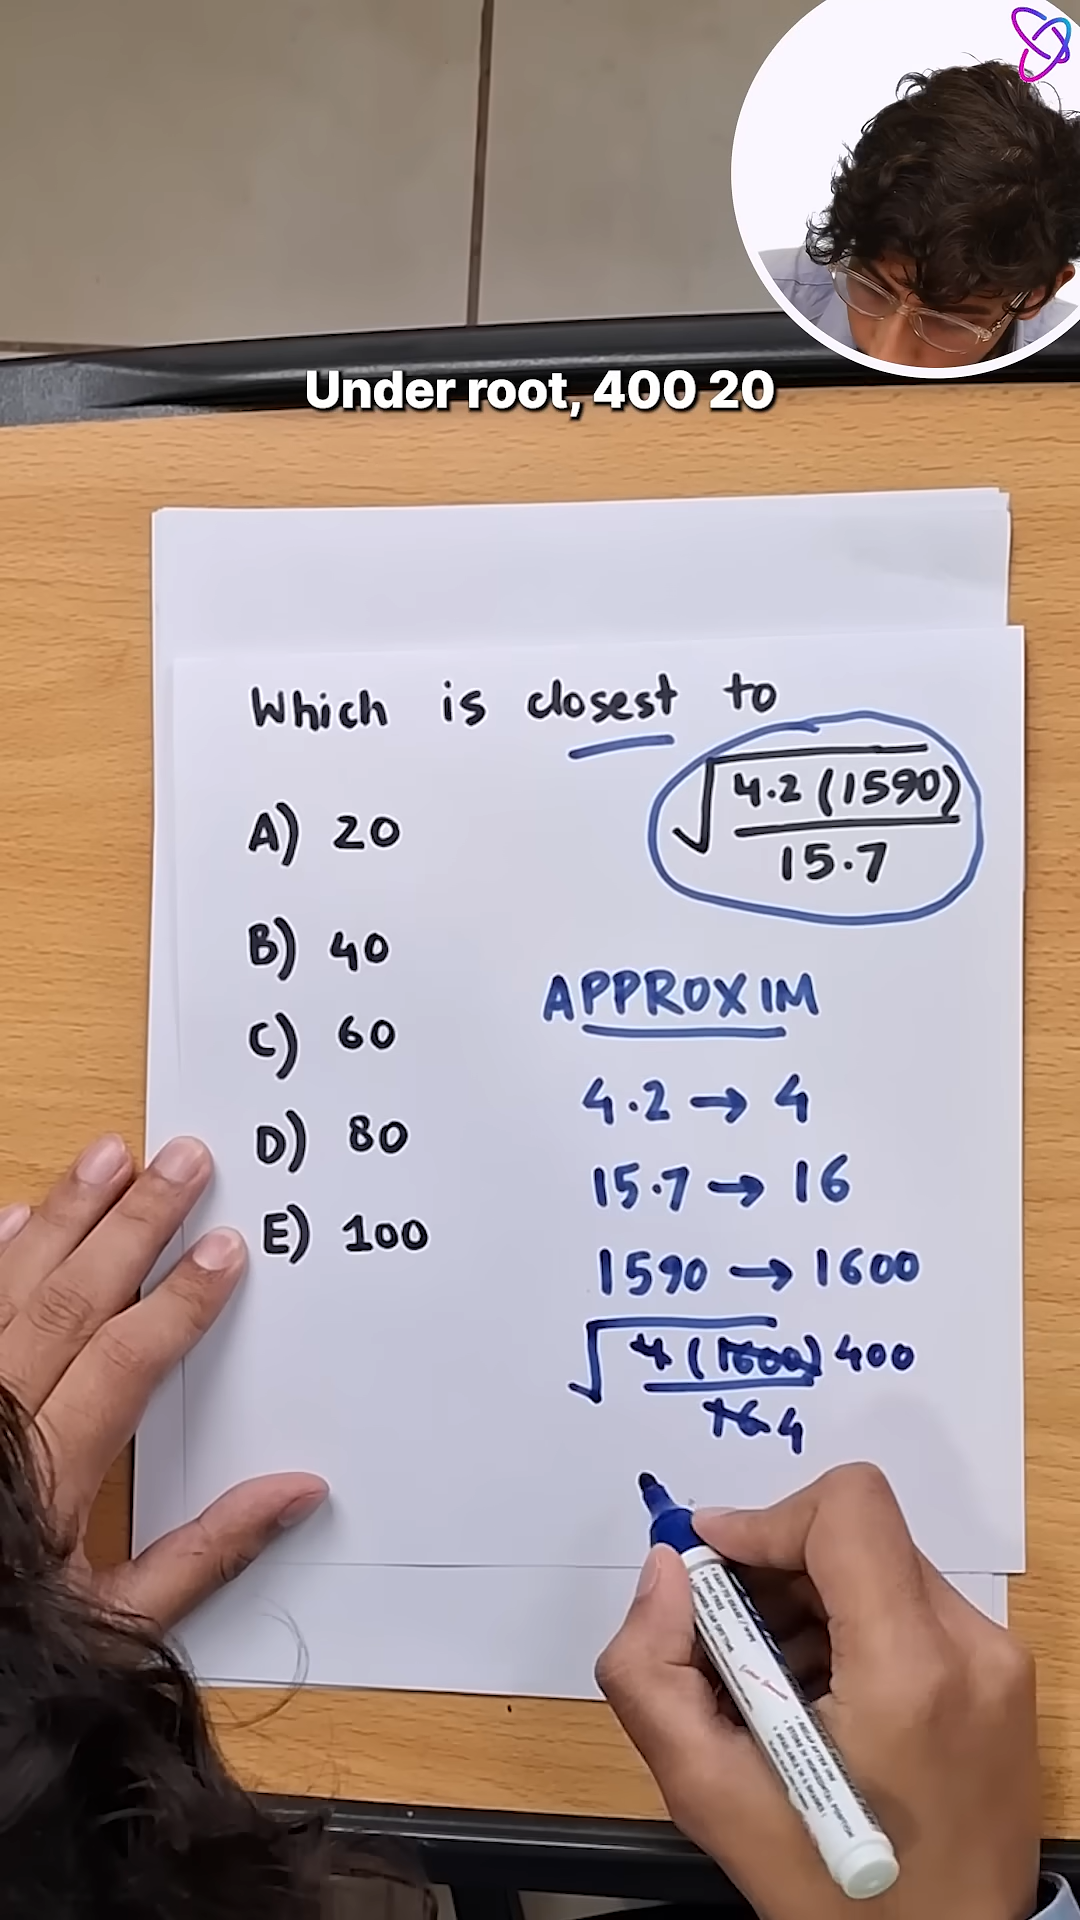 Under root, 400 20
Which is closest to
√(4.2 (1590) / 15.7)
A) 20
B) 40
C) 60
D) 80
E) 100
APPROXIM
4.2 → 4
15.7 → 16
1590 → 1600
√(4 (1600) 400 / 16 4)